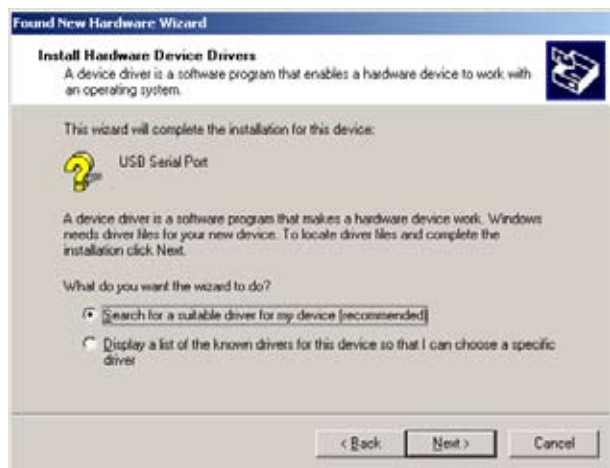 Found New Hardware Wizard
Install Hardware Device Drivers
A device driver is a software program that enables a hardware device to work with
an operating system.
This wizard will complete the installation for this device:
USB Serial Port
A device driver is a software program that makes a hardware device work. Windows
needs driver files for your new device. To locate driver files and complete the
installation click Next.
What do you want the wizard to do?
Search for a suitable driver for my device (recommended)
Display a list of the known drivers for this device so that I can choose a specific
driver
< Back Next > Cancel